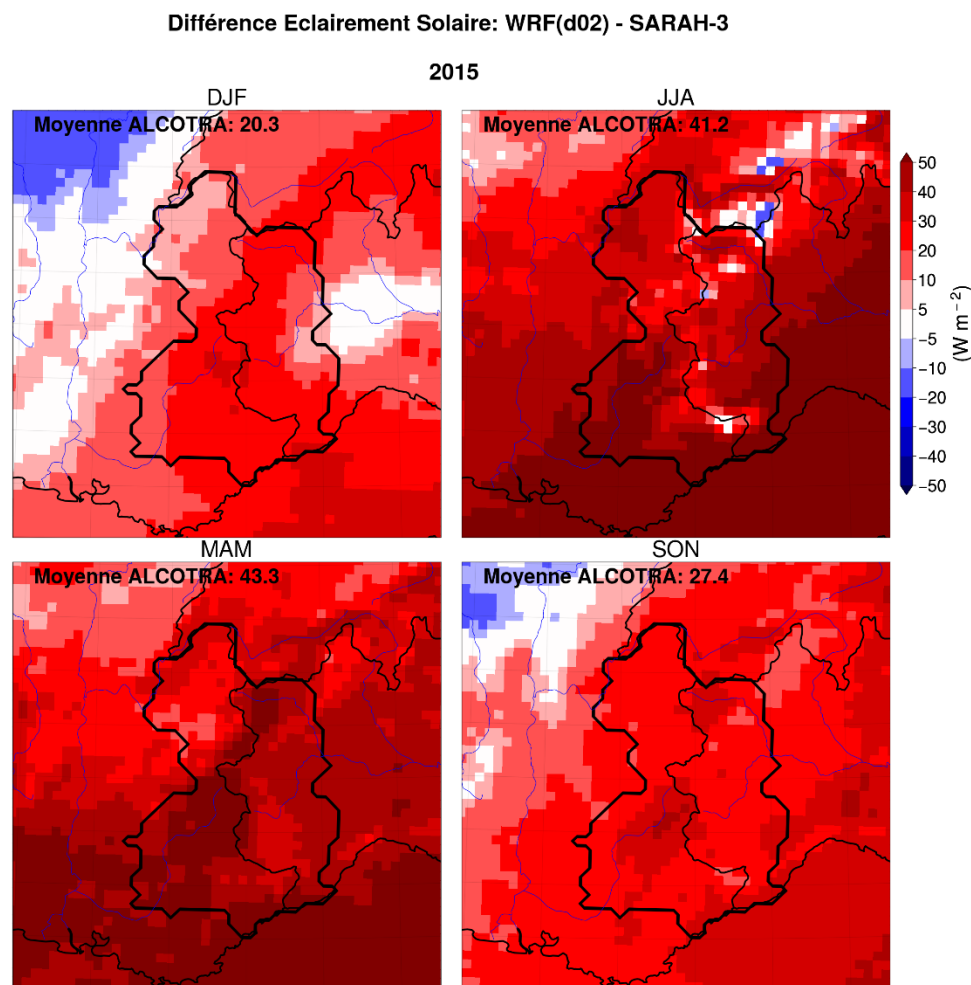 Différence Eclairement Solaire: WRF(d02) - SARAH-3
2015
DJF
JJA
Moyenne ALCOTRA: 20.3
Moyenne ALCOTRA: 41.2
50
40
30
20
10
5
−5
−10
−20
−30
−40
−50
(W m⁻²)
MAM
SON
Moyenne ALCOTRA: 43.3
Moyenne ALCOTRA: 27.4